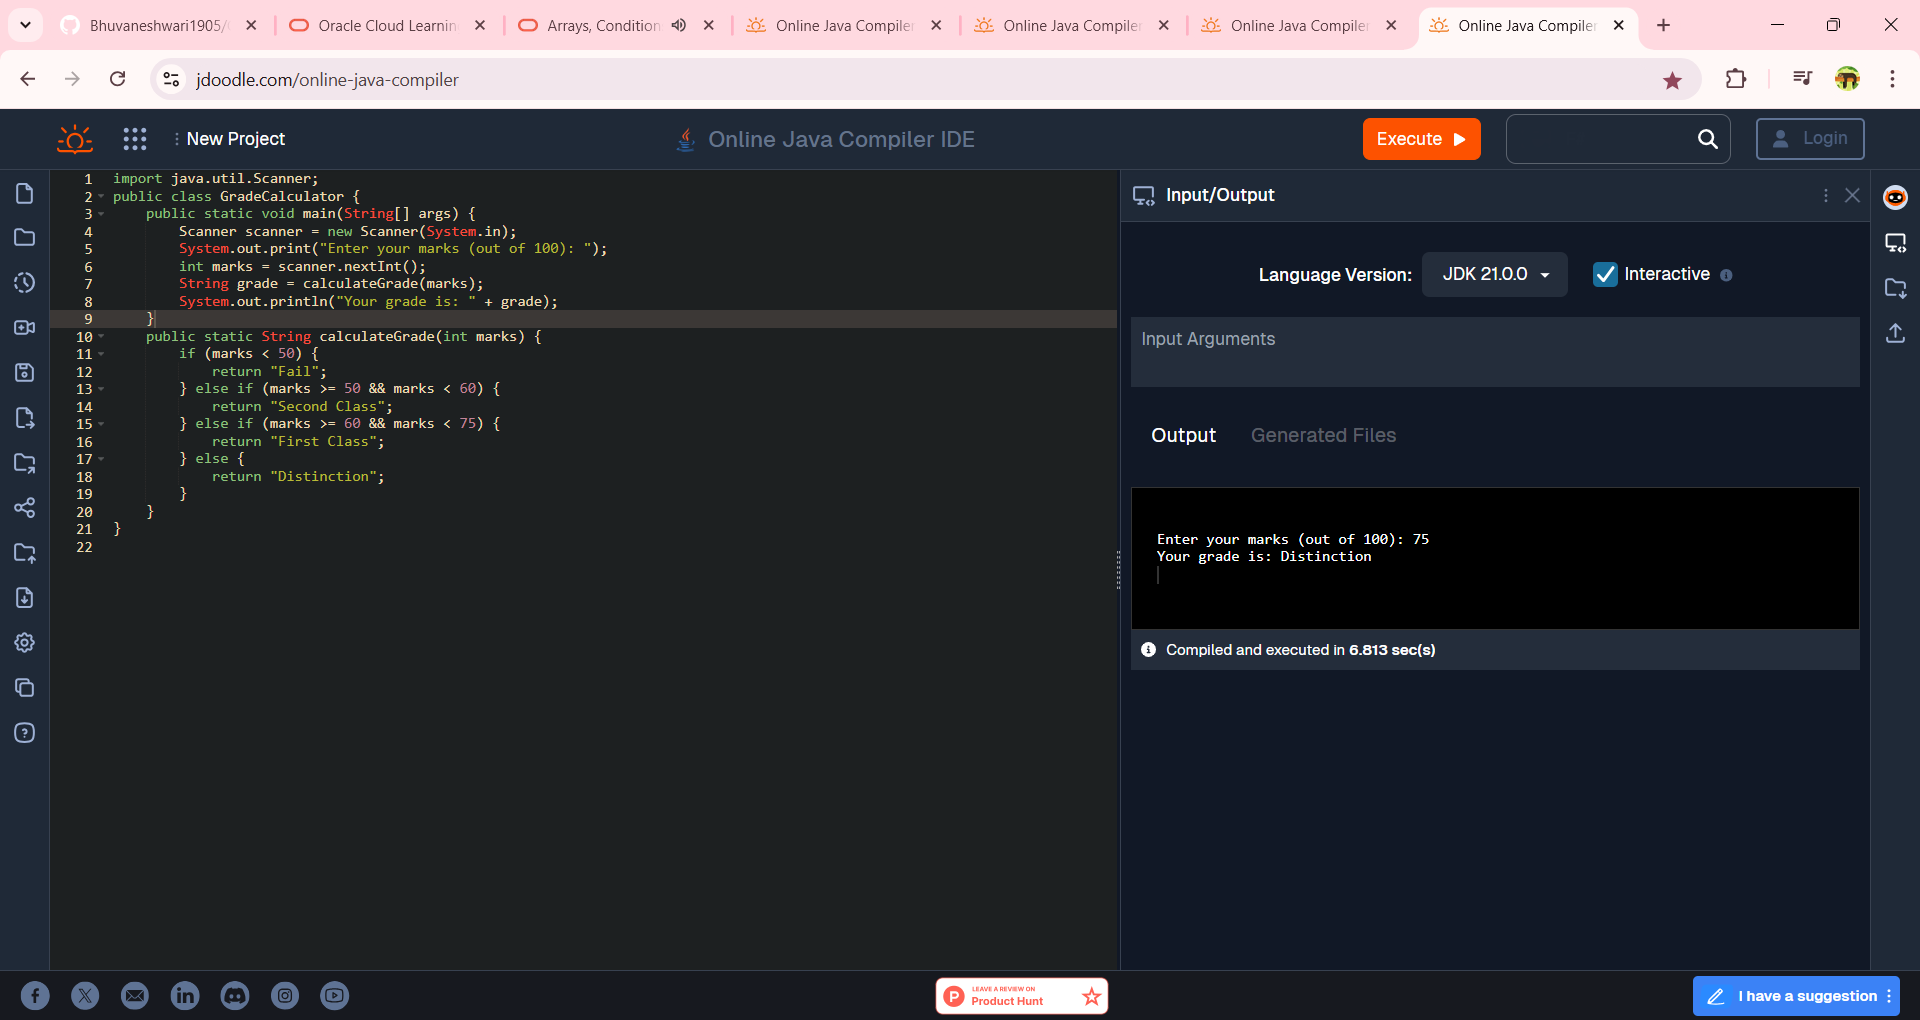 Bhuvaneshwari1905/
Oracle Cloud Learnin
Arrays, Condition
Online Java Compiler
Online Java Compiler
Online Java Compiler
Online Java Compiler
jdoodle.com/online-java-compiler
New Project
Online Java Compiler IDE
Execute
Login
1 import java.util.Scanner;
2 public class GradeCalculator {
3 public static void main(String[] args) {
4 Scanner scanner = new Scanner(System.in);
5 System.out.print("Enter your marks (out of 100): ");
6 int marks = scanner.nextInt();
7 String grade = calculateGrade(marks);
8 System.out.println("Your grade is: " + grade);
9 }
10 public static String calculateGrade(int marks) {
11 if (marks < 50) {
12 return "Fail";
13 } else if (marks >= 50 && marks < 60) {
14 return "Second Class";
15 } else if (marks >= 60 && marks < 75) {
16 return "First Class";
17 } else {
18 return "Distinction";
19 }
20 }
21 }
22
Input/Output
Language Version: JDK 21.0.0 Interactive
Input Arguments
Output Generated Files
Enter your marks (out of 100): 75
Your grade is: Distinction
Compiled and executed in 6.813 sec(s)
LEAVE A REVIEW ON
Product Hunt
I have a suggestion